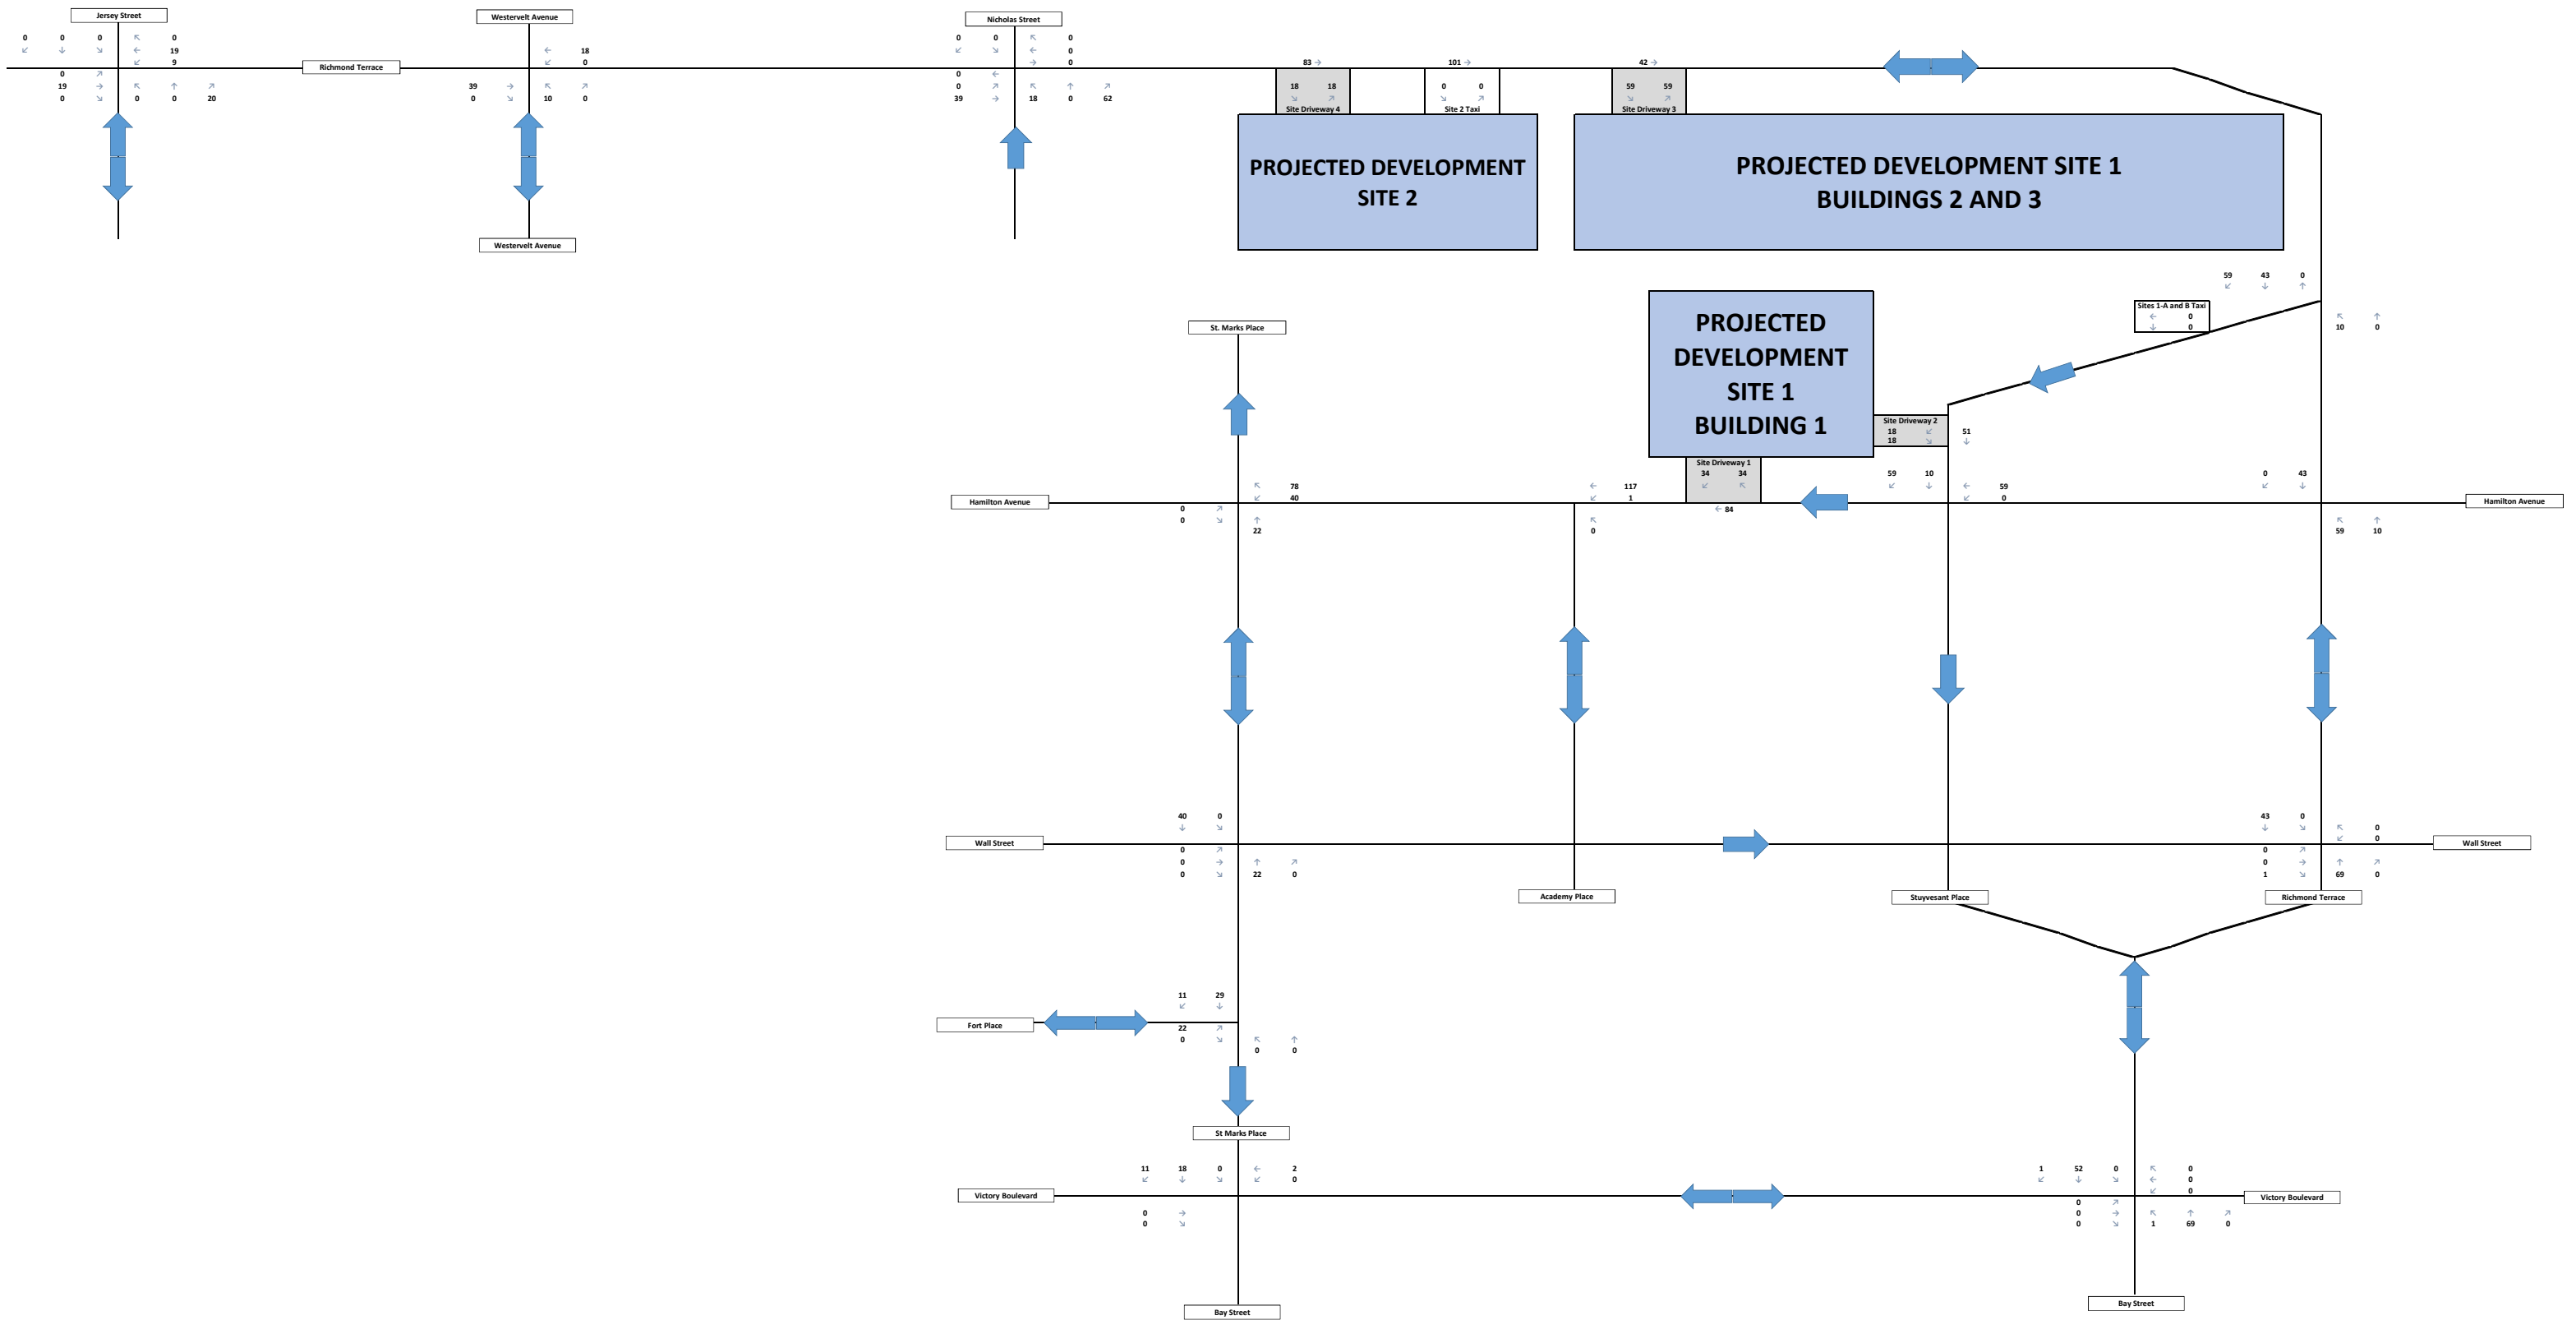 Jersey Street
Westervelt Avenue
Nicholas Street
0 0 0 ↖ 0
↙ ↓ ↘ ← 19
↙ 9
0 ↗
19 → ↖ ↑ ↗
0 ↘ 0 0 20
Richmond Terrace
← 18
↙ 0
39 → ↖ ↗
0 ↘ 10 0
0 0 ↖ 0
↙ ↘ ← 0
→ 0
0 ←
0 ↗ ↖ ↑ ↗
39 → 18 0 62
83 →
101 →
42 →
18 18
↘ ↗
Site Driveway 4
0 0
↘ ↗
Site 2 Taxi
59 59
↘ ↗
Site Driveway 3
PROJECTED DEVELOPMENT
SITE 2
PROJECTED DEVELOPMENT SITE 1
BUILDINGS 2 AND 3
Westervelt Avenue
59 43 0
↙ ↓ ↑
Sites 1-A and B Taxi
← 0
↓ 0
↖ ↑
10 0
St. Marks Place
PROJECTED
DEVELOPMENT
SITE 1
BUILDING 1
Site Driveway 2
18 ↙ 51
18 ↘ ↓
Site Driveway 1
34 34
↙ ↖
↖ 78
↙ 40
← 117
↙ 1
59 10
↙ ↓ ← 59
↙ 0
0 43
↙ ↓
Hamilton Avenue
Hamilton Avenue
0 ↗
0 ↘ ↑
22
← 84
↖
0
↖ ↑
59 10
40 0
↓ ↘
43 0
↓ ↘ ↖ 0
↙ 0
Wall Street
Wall Street
0 ↗
0 → ↑ ↗
0 ↘ 22 0
0 ↗
0 → ↑ ↗
1 ↘ 69 0
Academy Place
Stuyvesant Place
Richmond Terrace
11 29
↙ ↓
Fort Place
22 ↗
0 ↘ ↖ ↑
0 0
St Marks Place
11 18 0 ← 2
↙ ↓ ↘ ↙ 0
1 52 0 ↖ 0
↙ ↓ ↘ ← 0
↙ 0
Victory Boulevard
Victory Boulevard
0 →
0 ↘
0 ↗
0 → ↖ ↑ ↗
0 ↘ 1 69 0
Bay Street
Bay Street